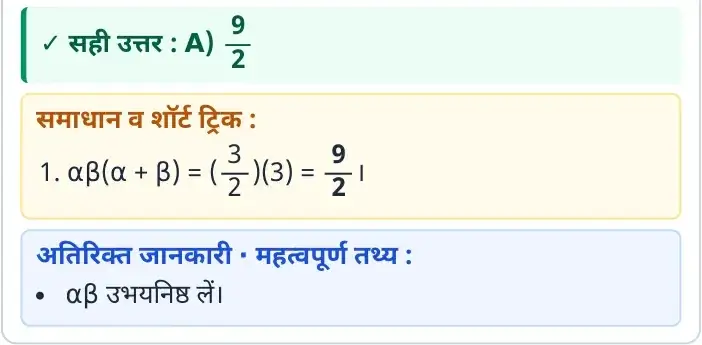 ✓ सही उत्तर : A) 9/2
समाधान व शॉर्ट ट्रिक :
1. αβ(α + β) = (3/2)(3) = 9/2।
अतिरिक्त जानकारी · महत्वपूर्ण तथ्य :
• αβ उभयनिष्ठ लें।